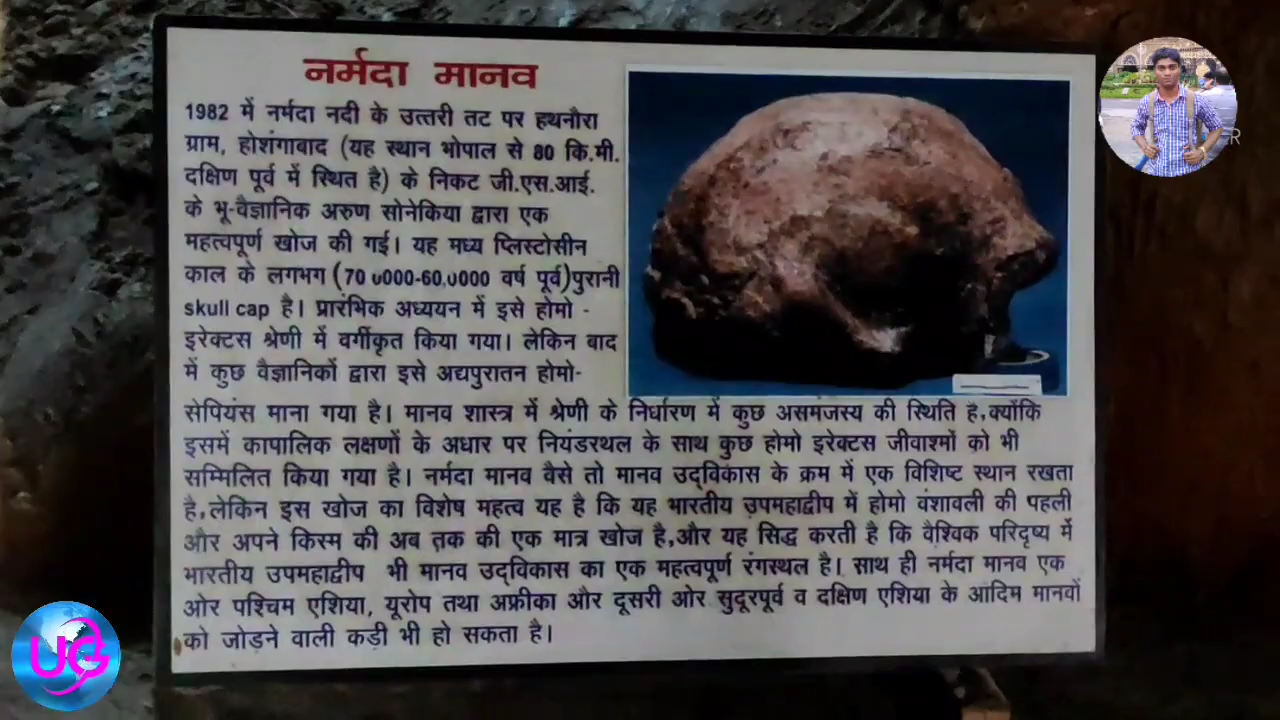 नर्मदा मानव
1982 में नर्मदा नदी के उत्तरी तट पर हथनौरा
ग्राम, होशंगाबाद (यह स्थान भोपाल से 80 कि.मी.
दक्षिण पूर्व में स्थित है) के निकट जी.एस.आई.
के भू-वैज्ञानिक अरुण सोनेकिया द्वारा एक
महत्वपूर्ण खोज की गई। यह मध्य प्लिस्टोसीन
काल के लगभग (70 0000-60,0000 वर्ष पूर्व)पुरानी
skull cap है। प्रारंभिक अध्ययन में इसे होमो -
इरेक्टस श्रेणी में वर्गीकृत किया गया। लेकिन बाद
में कुछ वैज्ञानिकों द्वारा इसे अद्यपुरातन होमो-
सेपियंस माना गया है। मानव शास्त्र में श्रेणी के निर्धारण में कुछ असमंजस्य की स्थिति है,क्योंकि
इसमें कापालिक लक्षणों के अधार पर नियंडरथल के साथ कुछ होमो इरेक्टस जीवाश्मों को भी
सम्मिलित किया गया है। नर्मदा मानव वैसे तो मानव उद्विकास के क्रम में एक विशिष्ट स्थान रखता
है,लेकिन इस खोज का विशेष महत्व यह है कि यह भारतीय उपमहाद्वीप में होमो वंशावली की पहली
और अपने किस्म की अब तक की एक मात्र खोज है,और यह सिद्ध करती है कि वैश्विक परिदृष्य में
भारतीय उपमहाद्वीप भी मानव उद्विकास का एक महत्वपूर्ण रंगस्थल है। साथ ही नर्मदा मानव एक
ओर पश्चिम एशिया, यूरोप तथा अफ्रीका और दूसरी ओर सुदूरपूर्व व दक्षिण एशिया के आदिम मानवों
को जोड़ने वाली कड़ी भी हो सकता है।
R
UG